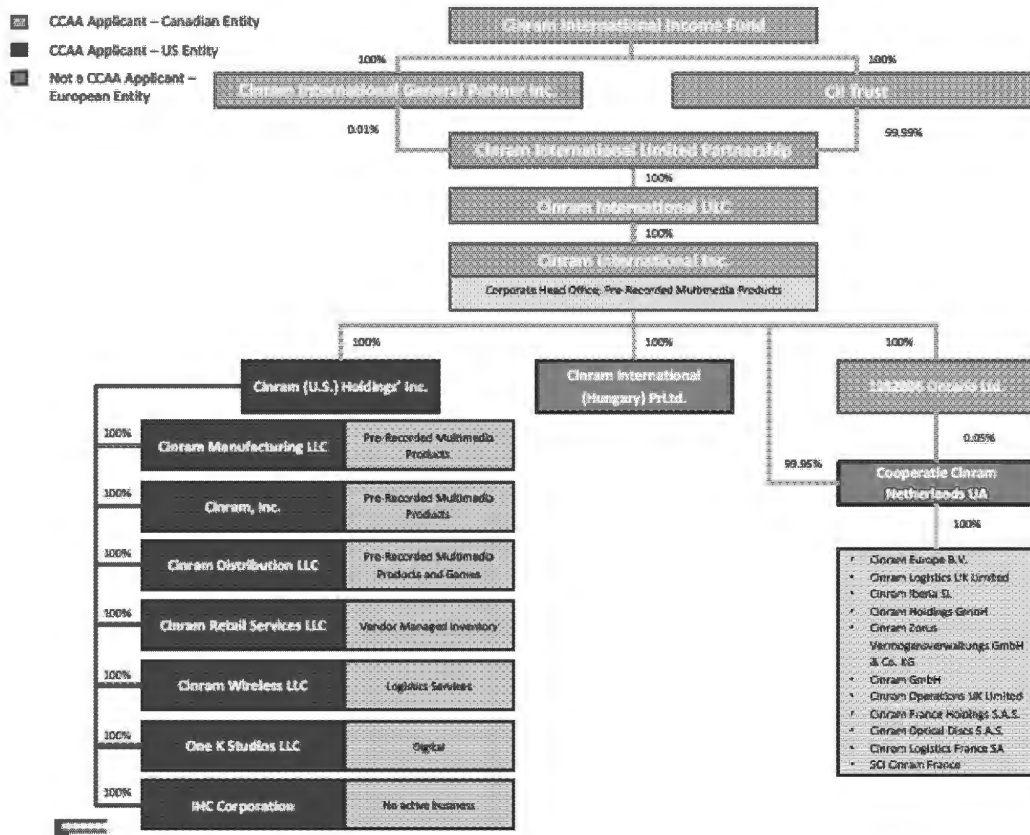 CCAA Applicant – Canadian Entity
CCAA Applicant – US Entity
Not a CCAA Applicant –
European Entity
Cinram International Income Fund
100%
100%
Cinram International General Partner Inc.
CII Trust
0.01%
99.99%
Cinram International Limited Partnership
100%
Cinram International ULC
100%
Cinram International Inc.
Corporate Head Office; Pre-Recorded Multimedia Products
100%
100%
100%
Cinram (U.S.) Holdings' Inc.
Cinram International
(Hungary) PrLtd.
1362806 Ontario Ltd.
100%
Cinram Manufacturing LLC
Pre-Recorded Multimedia
Products
0.05%
99.95%
Cooperatie Cinram
Netherlands UA
100%
Cinram, Inc.
Pre-Recorded Multimedia
Products
100%
100%
Cinram Distribution LLC
Pre-Recorded Multimedia
Products and Games
100%
Cinram Retail Services LLC
Vendor Managed Inventory
100%
Cinram Wireless LLC
Logistics Services
100%
One K Studios LLC
Digital
100%
IHC Corporation
No active business
• Cinram Europe B.V.
• Cinram Logistics UK Limited
• Cinram Iberia SL
• Cinram Holdings GmbH
• Cinram Zorus
Vermogensverwaltungs GmbH
& Co. KG
• Cinram GmbH
• Cinram Operations UK Limited
• Cinram France Holdings S.A.S.
• Cinram Optical Discs S.A.S.
• Cinram Logistics France SA
• SCI Cinram France